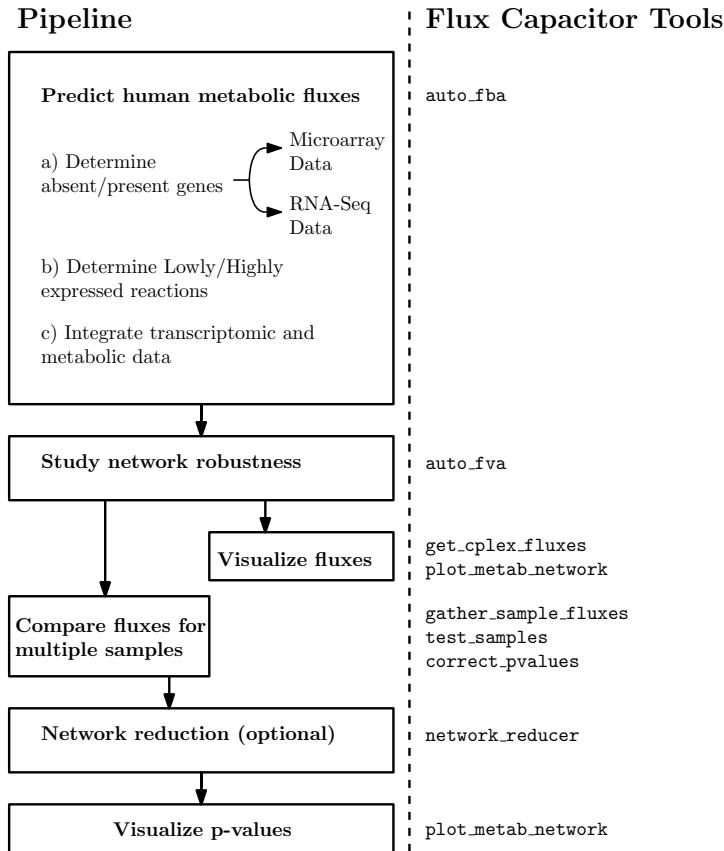 Pipeline
Flux Capacitor Tools
Predict human metabolic fluxes
auto_fba
a) Determine
absent/present genes
Microarray
Data
RNA-Seq
Data
b) Determine Lowly/Highly
expressed reactions
c) Integrate transcriptomic and
metabolic data
Study network robustness
auto_fva
Visualize fluxes
get_cplex_fluxes
plot_metab_network
Compare fluxes for
multiple samples
gather_sample_fluxes
test_samples
correct_pvalues
Network reduction (optional)
network_reducer
Visualize p-values
plot_metab_network